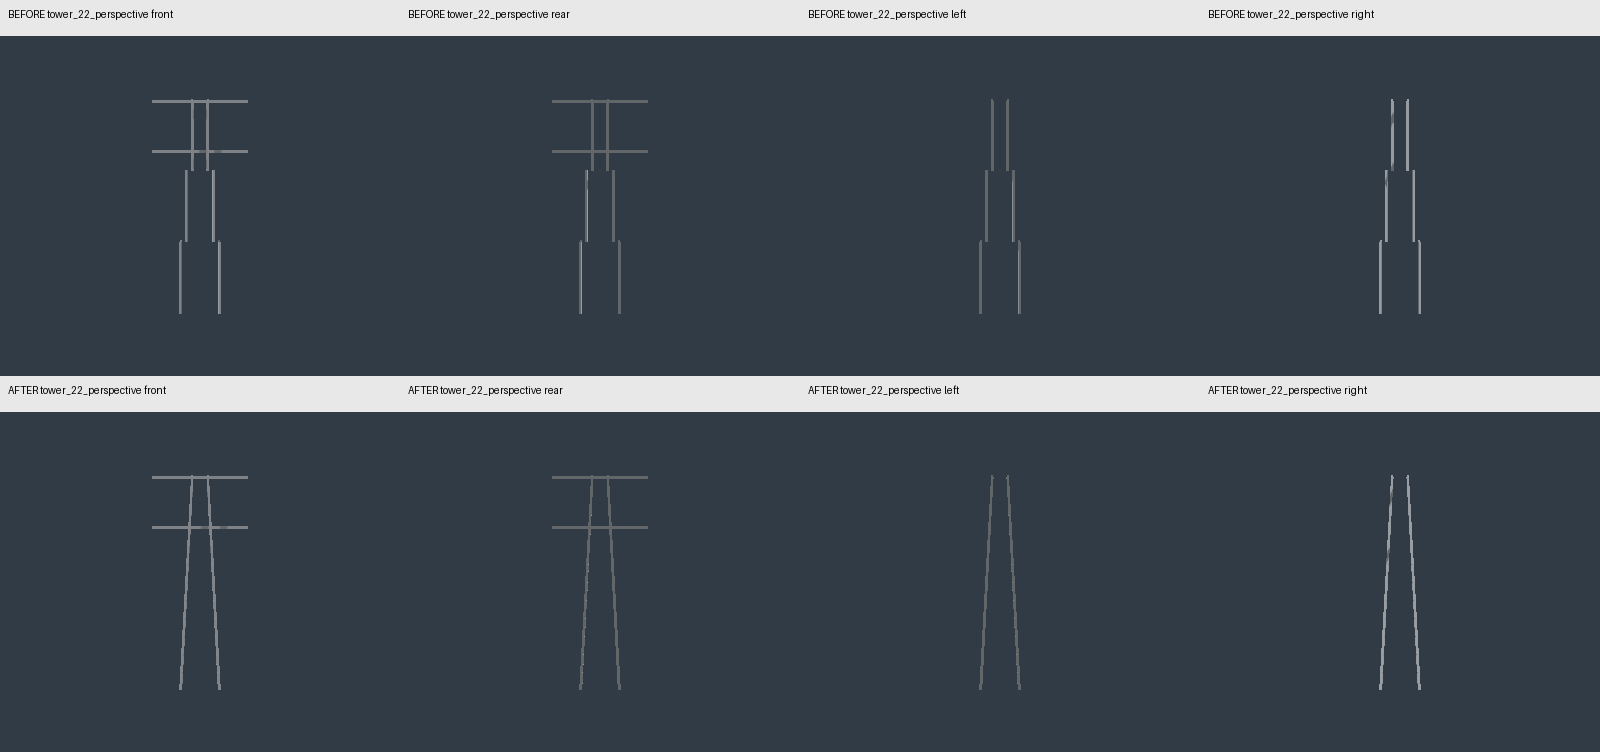 BEFORE tower_22_perspective front
BEFORE tower_22_perspective rear
BEFORE tower_22_perspective left
BEFORE tower_22_perspective right
AFTER tower_22_perspective front
AFTER tower_22_perspective rear
AFTER tower_22_perspective left
AFTER tower_22_perspective right